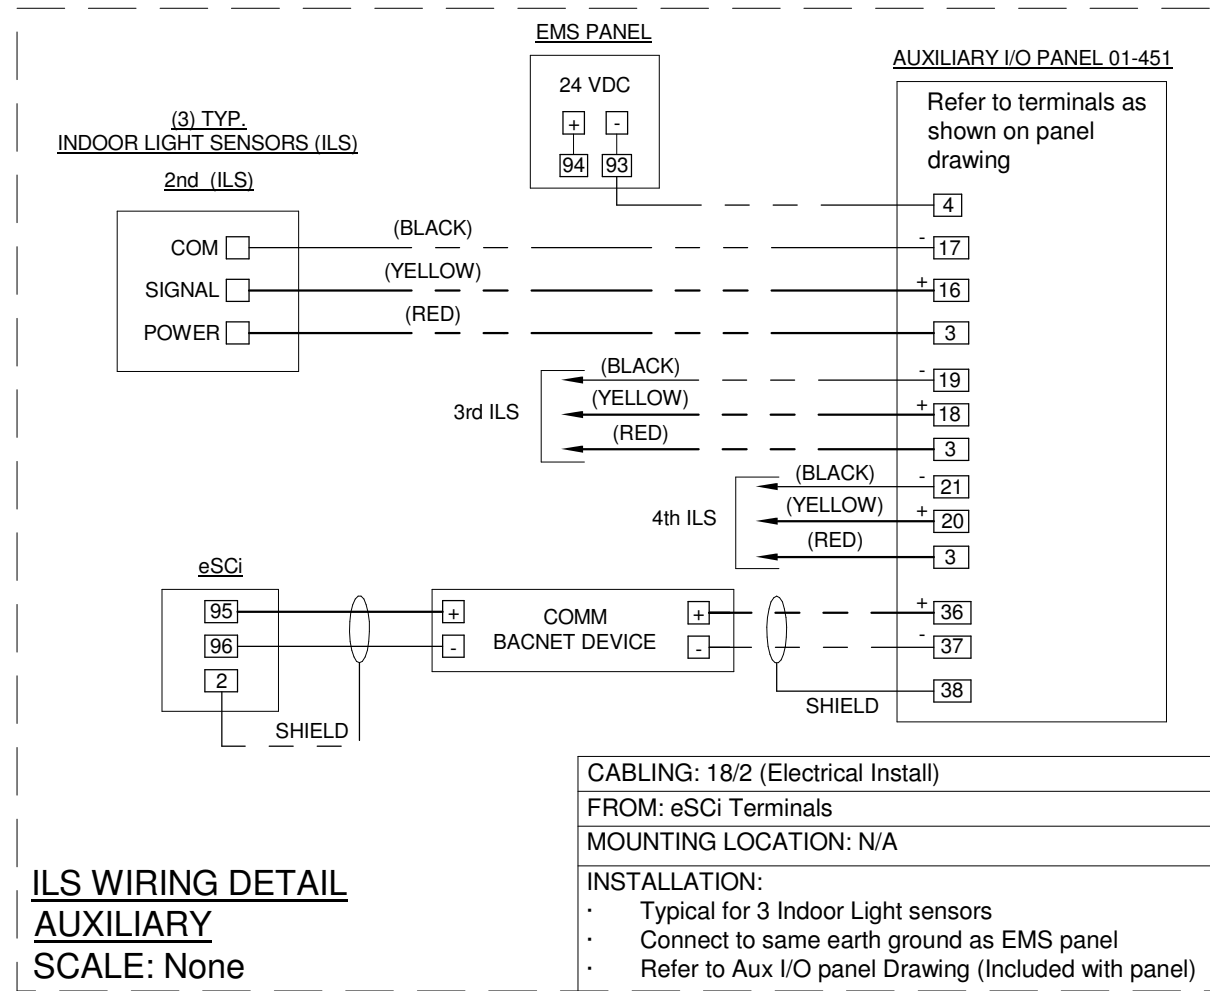 EMS PANEL
24 VDC
+ -
94 93
AUXILIARY I/O PANEL 01-451
Refer to terminals as
shown on panel
drawing
(3) TYP.
INDOOR LIGHT SENSORS (ILS)
2nd (ILS)
4
COM (BLACK) - 17
SIGNAL (YELLOW) + 16
POWER (RED) 3
3rd ILS
(BLACK) - 19
(YELLOW) + 18
(RED) 3
4th ILS
(BLACK) - 21
(YELLOW) + 20
(RED) 3
eSCi
95
96
2
SHIELD
+ COMM +
- BACNET DEVICE -
+ 36
- 37
SHIELD 38
CABLING: 18/2 (Electrical Install)
FROM: eSCi Terminals
MOUNTING LOCATION: N/A
INSTALLATION:
· Typical for 3 Indoor Light sensors
· Connect to same earth ground as EMS panel
· Refer to Aux I/O panel Drawing (Included with panel)
ILS WIRING DETAIL
AUXILIARY
SCALE: None